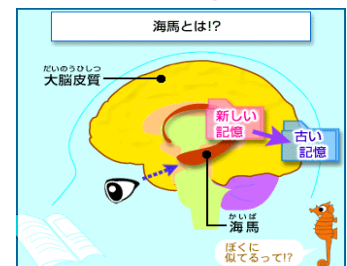 海馬とは!?
だいのうひしつ
大脳皮質
新しい
記憶
古い
記憶
かいば
海馬
ぼくに
似てるって!?